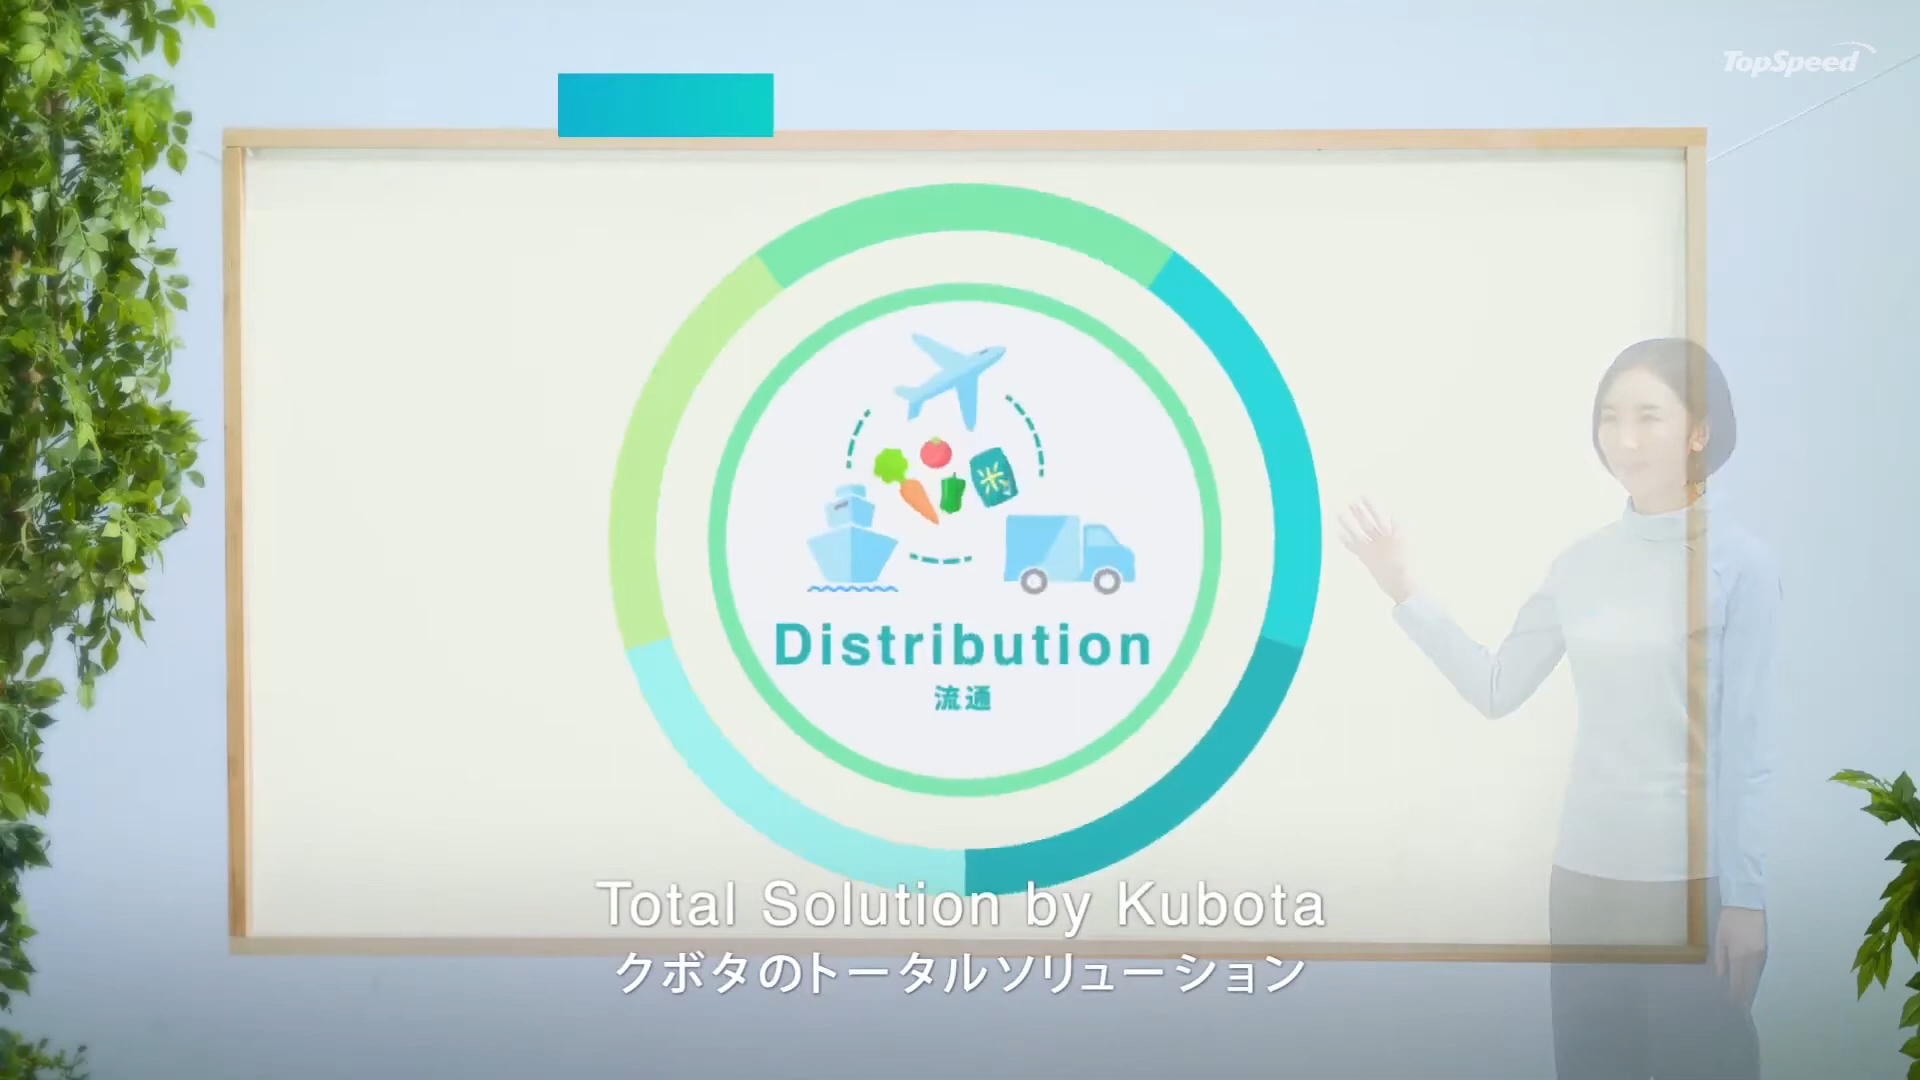 TopSpeed
米
Distribution
流通
Total Solution by Kubota
クボタのトータルソリューション